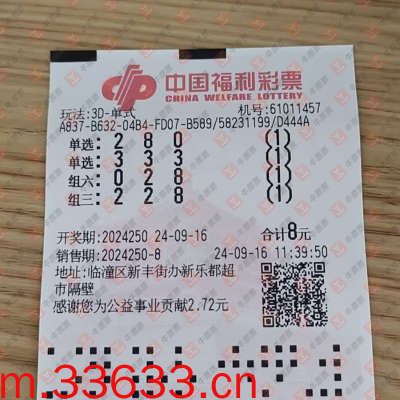 中国福利彩票
CHINA WELFARE LOTTERY
玩法:3D-单式 机号:61011457
A837-B632-04B4-FD07-B589/58231199/D444A
单选: 2 8 0 (1)
单选: 3 3 3 (1)
组六: 0 2 8 (1)
组三: 2 2 8 (1)
开奖期:2024250 24-09-16 合计8元
销售期:2024250-8 24-09-16 11:39:50
地址:临潼区新丰街办新乐都超
市隔壁
感谢您为公益事业贡献2.72元
m.33633.cn